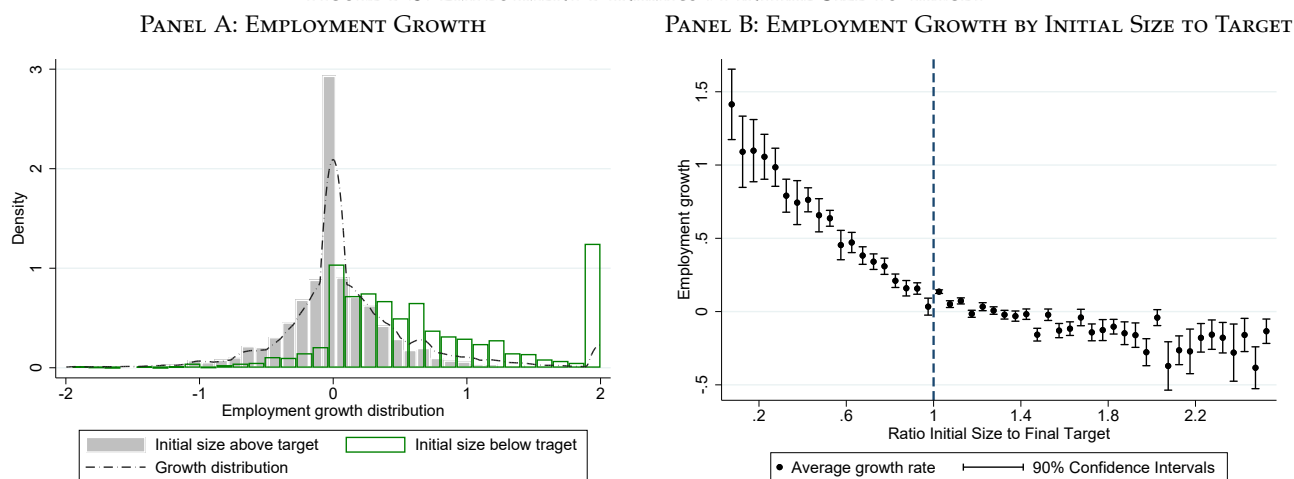 PANEL A: EMPLOYMENT GROWTH
3
2
1
0
Density
-2
-1
0
1
2
Employment growth distribution
Initial size above target
Initial size below traget
Growth distribution
PANEL B: EMPLOYMENT GROWTH BY INITIAL SIZE TO TARGET
1.5
1
.5
0
-.5
Employment growth
.2
.6
1
1.4
1.8
2.2
Ratio Initial Size to Final Target
Average growth rate
90% Confidence Intervals